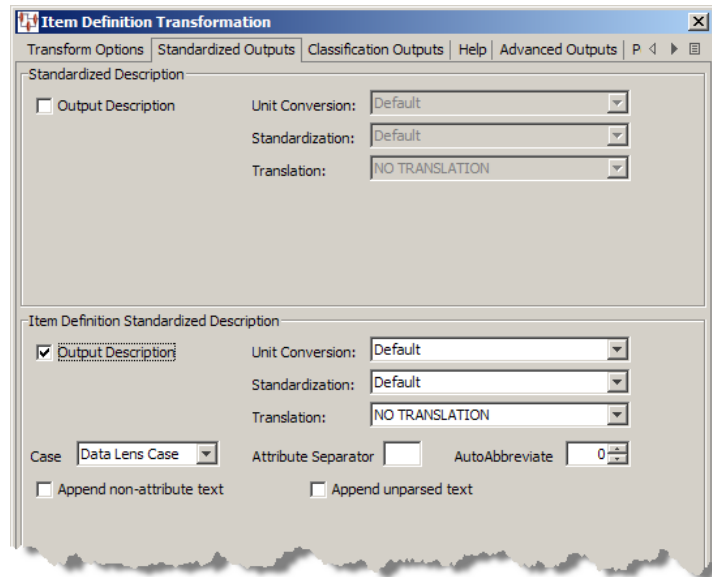 Item Definition Transformation
Transform Options Standardized Outputs Classification Outputs Help Advanced Outputs P
Standardized Description
Output Description Unit Conversion: Default
Standardization: Default
Translation: NO TRANSLATION
Item Definition Standardized Description
Output Description Unit Conversion: Default
Standardization: Default
Translation: NO TRANSLATION
Case Data Lens Case Attribute Separator AutoAbbreviate 0
Append non-attribute text Append unparsed text